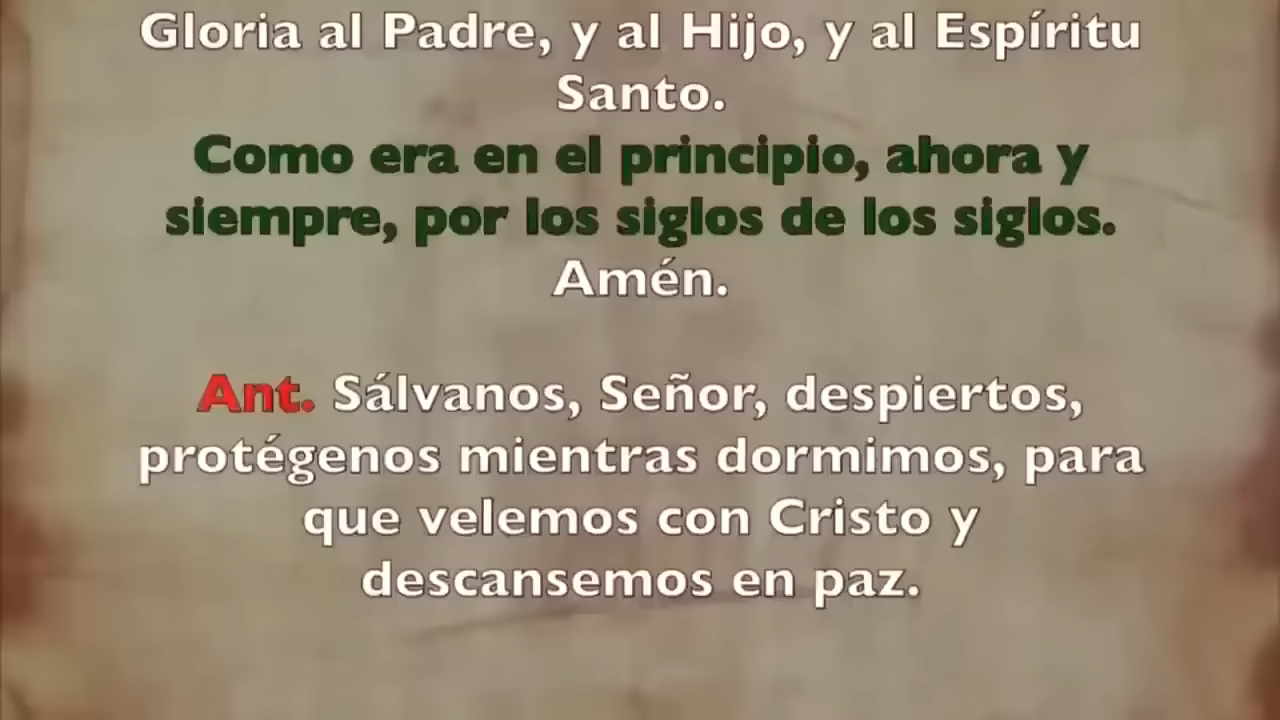 Gloria al Padre, y al Hijo, y al Espíritu
Santo.
Como era en el principio, ahora y
siempre, por los siglos de los siglos.
Amén.
Ant. Sálvanos, Señor, despiertos,
protégenos mientras dormimos, para
que velemos con Cristo y
descansemos en paz.